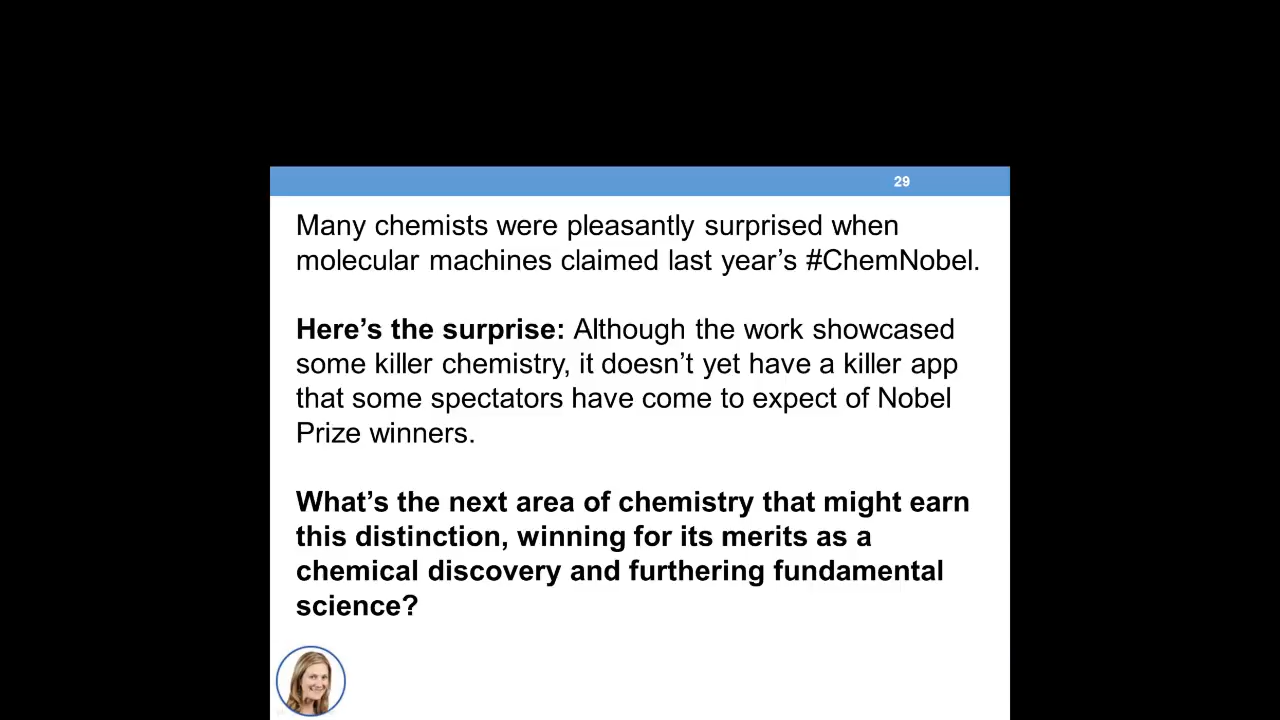 29
Many chemists were pleasantly surprised when
molecular machines claimed last year’s #ChemNobel.
Here’s the surprise: Although the work showcased
some killer chemistry, it doesn’t yet have a killer app
that some spectators have come to expect of Nobel
Prize winners.
What’s the next area of chemistry that might earn
this distinction, winning for its merits as a
chemical discovery and furthering fundamental
science?